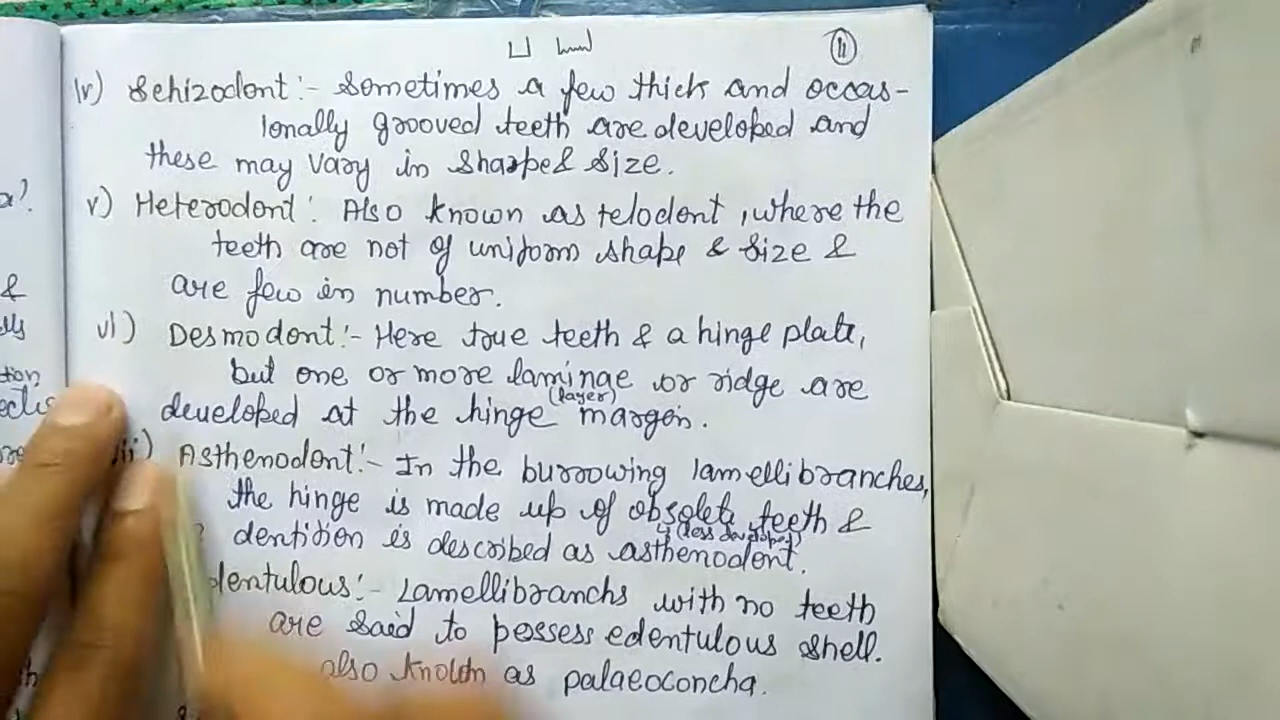 11
iv) Schizodont :- Sometimes a few thick and occas-
ionally grooved teeth are developed and
these may vary in shape & size.
v) Heterodont : Also known as telodont, where the
teeth are not of uniform shape & size &
are few in number.
vi) Desmodont :- Here true teeth & a hinge plate,
but one or more laminge or ridge are
(layer)
developed at the hinge margin.
ii) Asthenodont :- In the burrowing lamellibranches,
the hinge is made up of obsolete teeth &
(less developed)
dentition is described as asthenodont.
dentulous :- Lamellibranchs with no teeth
are said to possess edentulous shell.
also known as palaeoconcha.